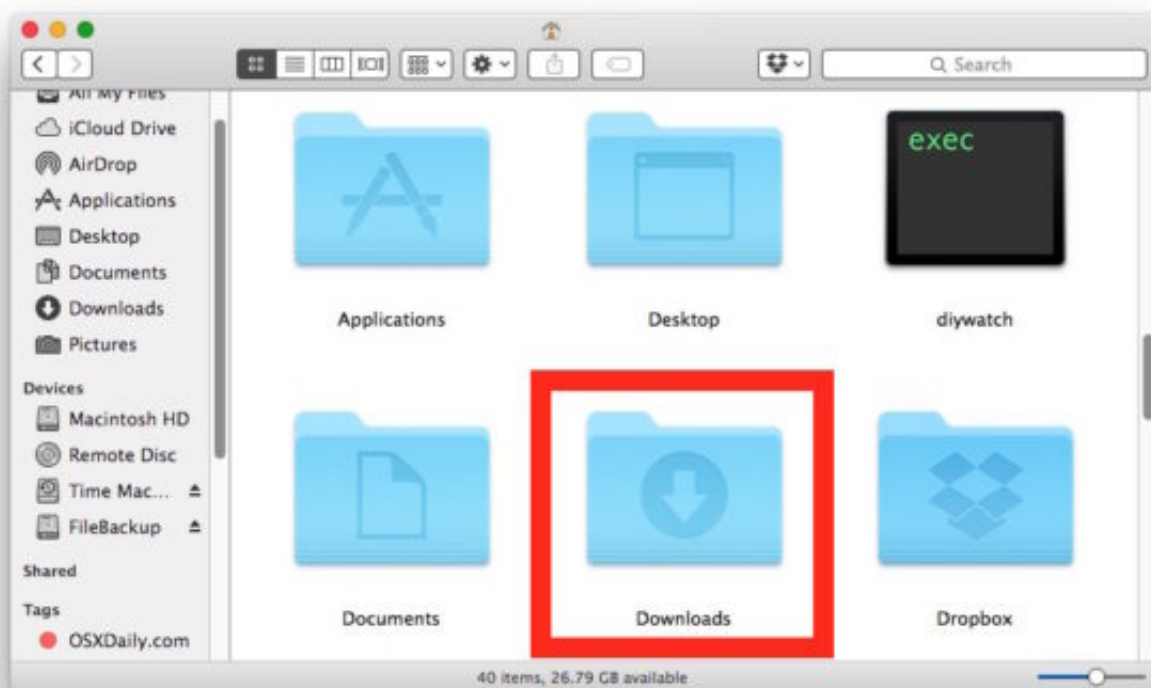 Search
All My Files
iCloud Drive
AirDrop
Applications
Desktop
Documents
Downloads
Pictures
Devices
Macintosh HD
Remote Disc
Time Mac...
FileBackup
Shared
Tags
OSXDaily.com
exec
Applications
Desktop
diywatch
Documents
Downloads
Dropbox
40 items, 26.79 GB available